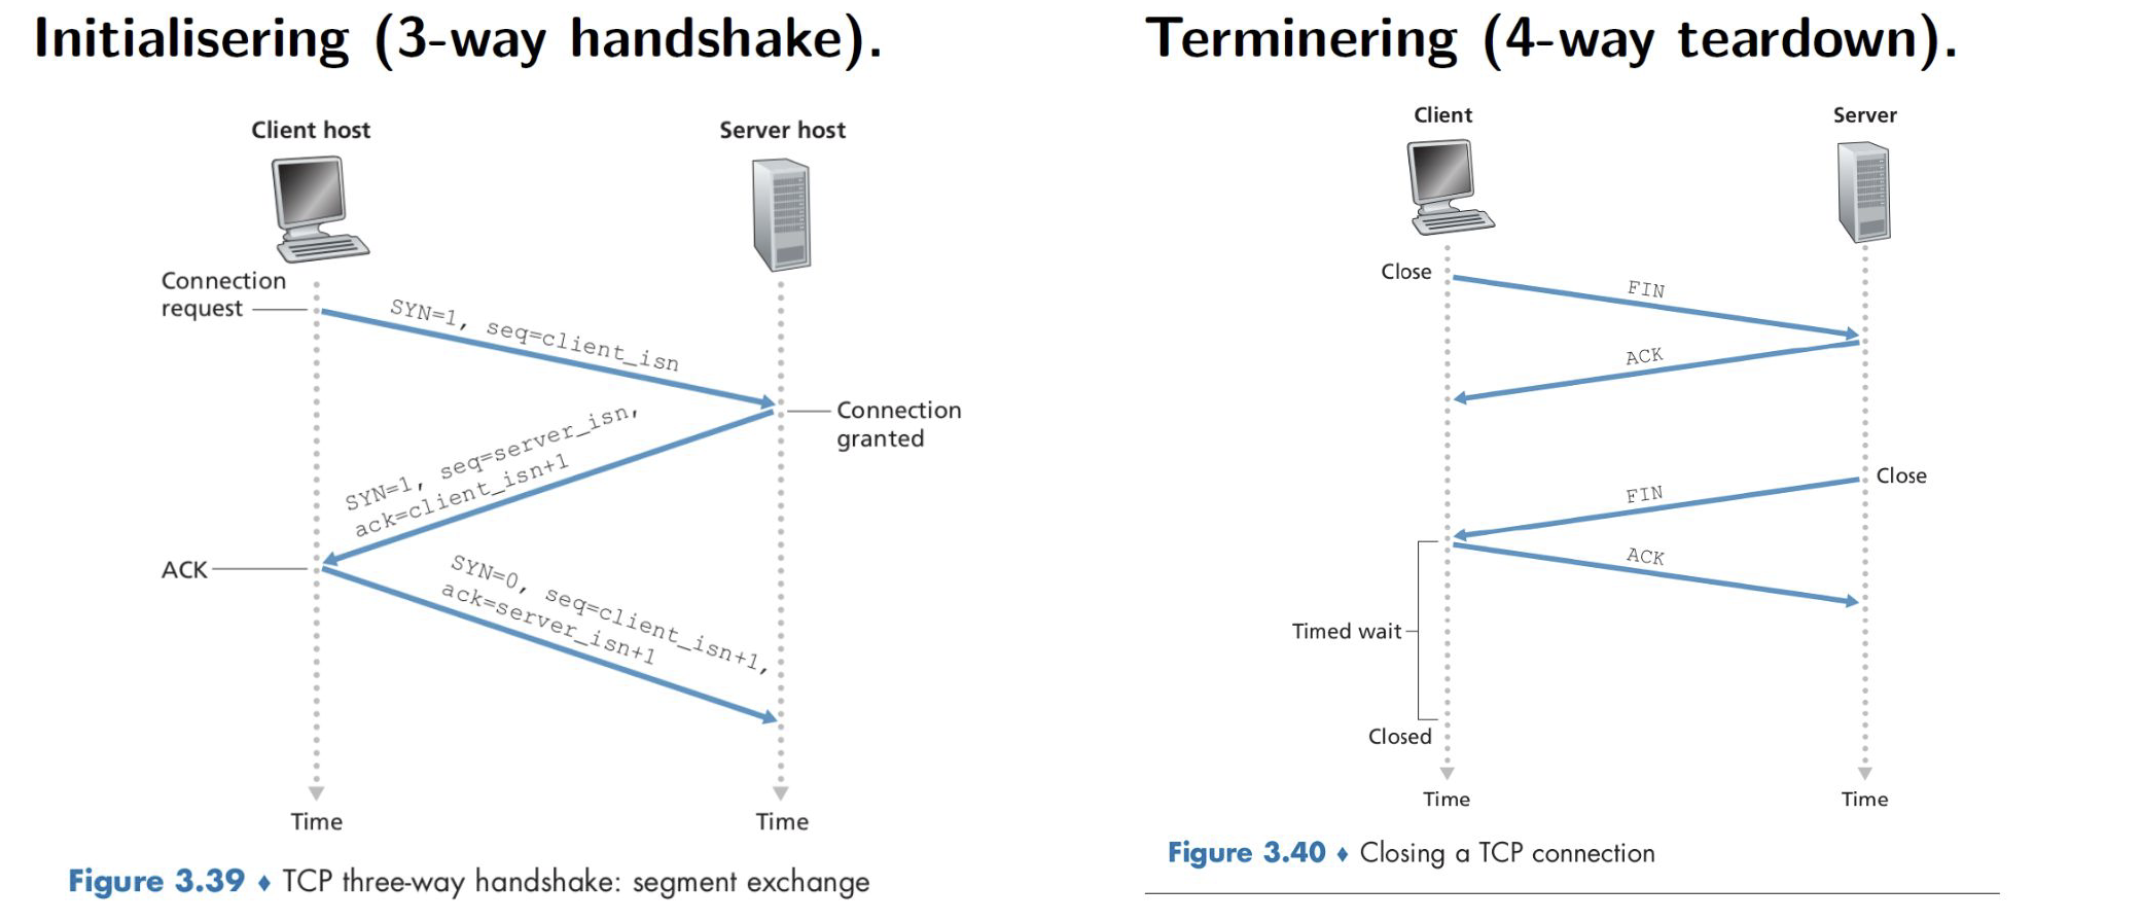 Initialisering (3-way handshake).
Client host
Server host
Connection
request
SYN=1, seq=client_isn
Connection
granted
SYN=1, seq=server_isn,
ack=client_isn+1
ACK
SYN=0, seq=client_isn+1,
ack=server_isn+1
Time
Time
Figure 3.39 ♦ TCP three-way handshake: segment exchange
Terminering (4-way teardown).
Client
Server
Close
FIN
ACK
Close
FIN
ACK
Timed wait
Closed
Time
Time
Figure 3.40 ♦ Closing a TCP connection